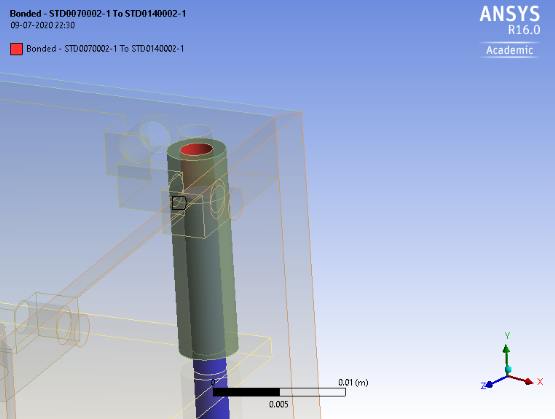 Bonded - STD0070002-1 To STD0140002-1
09-07-2020 22:30
Bonded - STD0070002-1 To STD0140002-1
ANSYS
R16.0
Academic
0
0.01 (m)
0.005
Y
X
Z